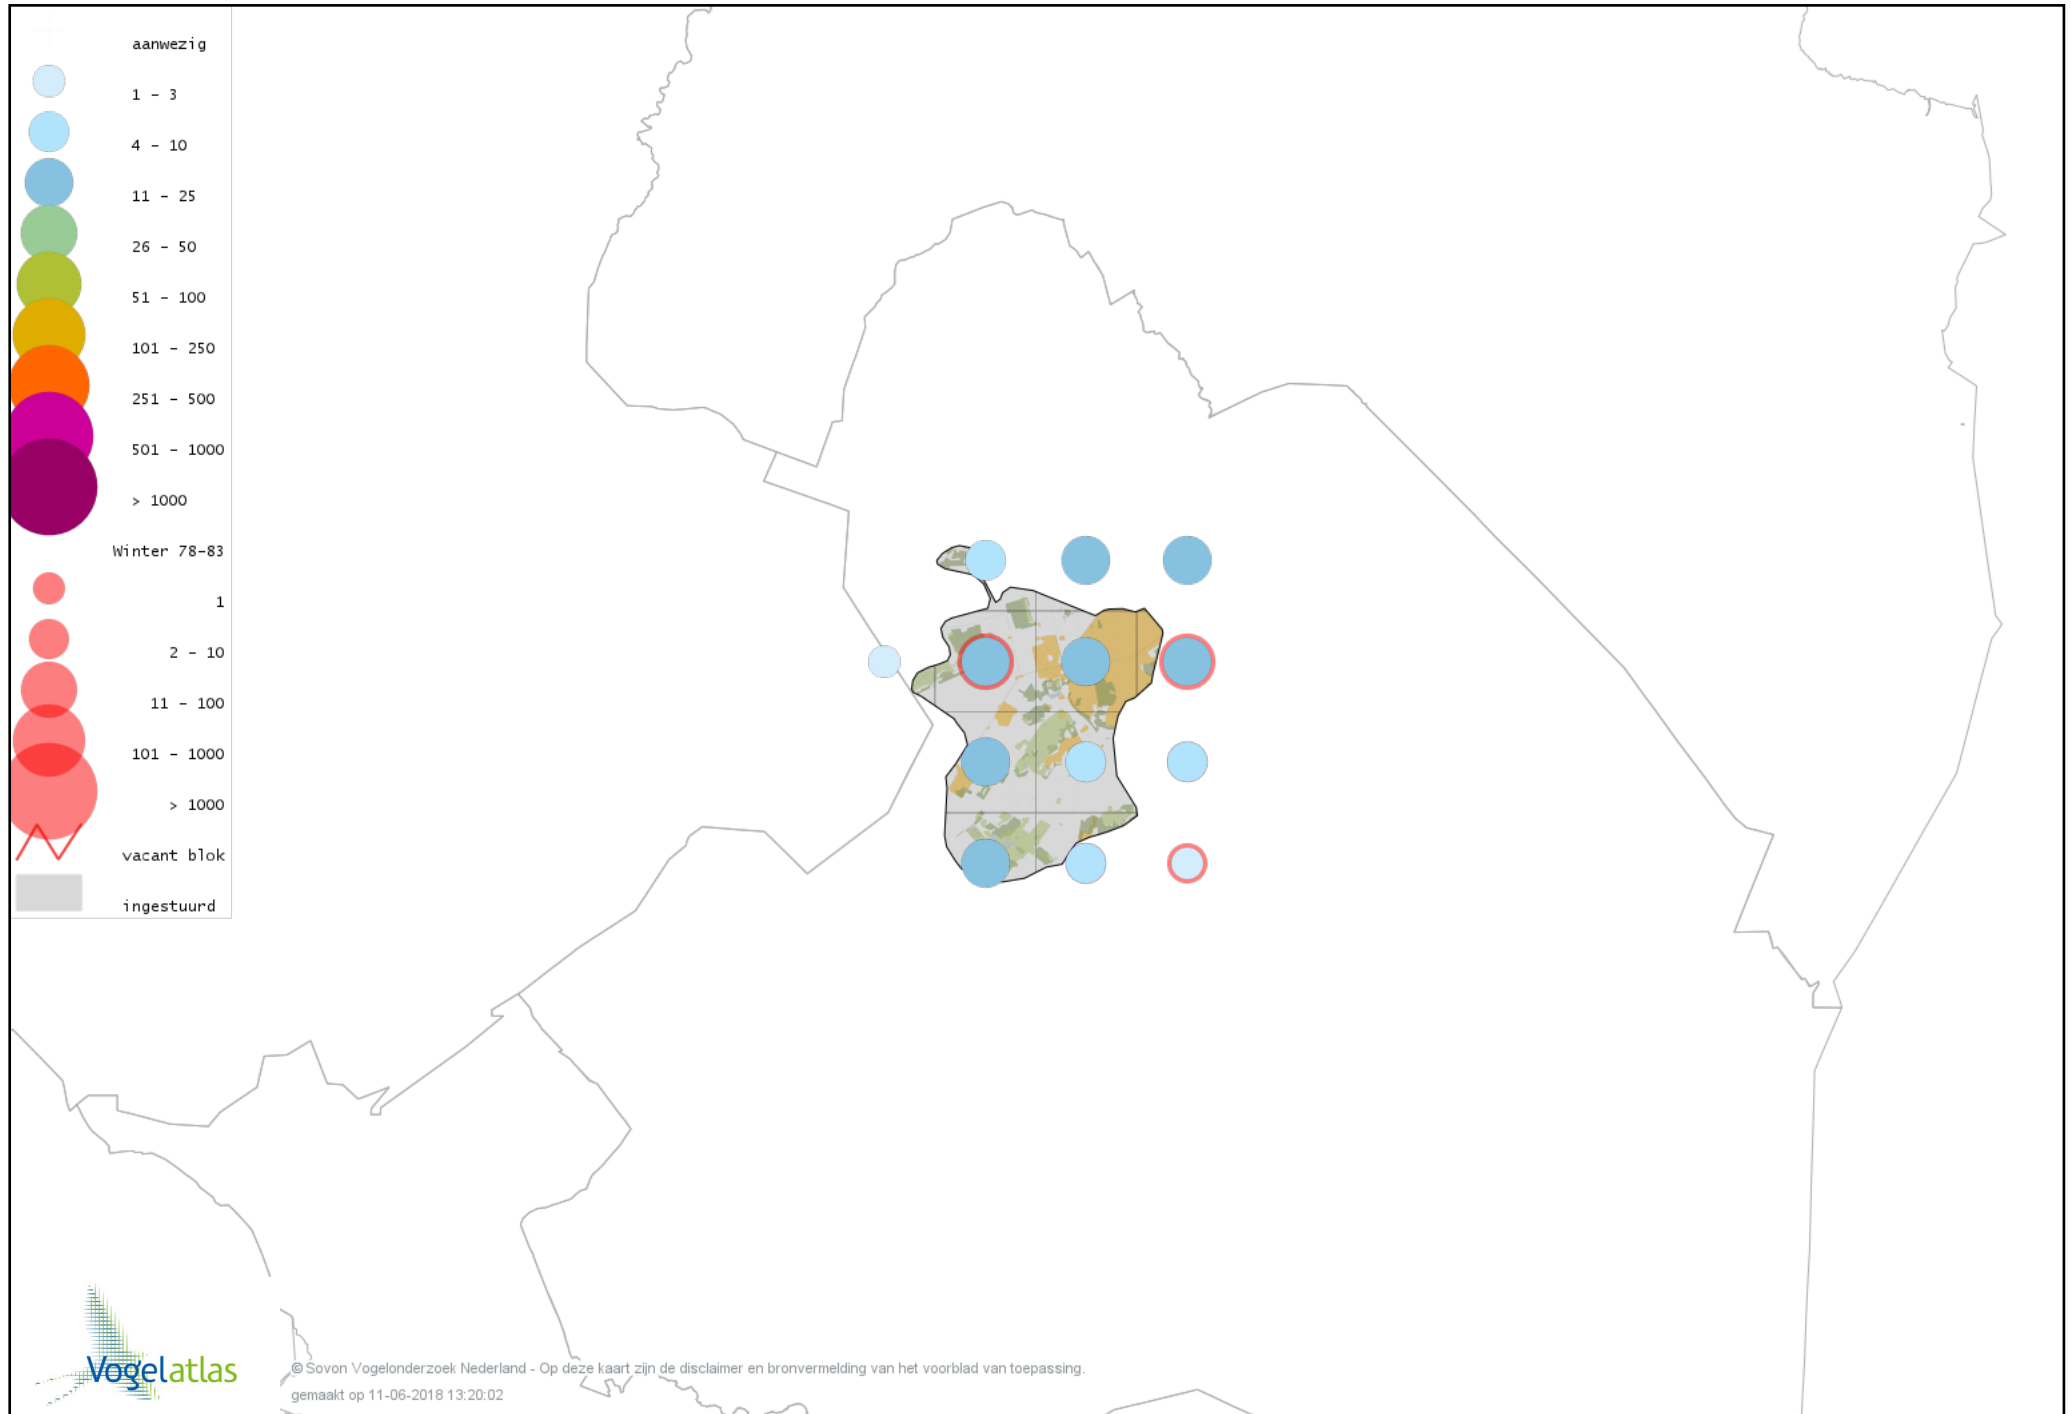 aanwezig
1 - 3
4 - 10
11 - 25
26 - 50
51 - 100
101 - 250
251 - 500
501 - 1000
> 1000
Winter 78-83
1
2 - 10
11 - 100
101 - 1000
> 1000
vacant blok
ingestuurd
Vogelatlas
© Sovon Vogelonderzoek Nederland - Op deze kaart zijn de disclaimer en bronvermelding van het voorblad van toepassing.
gemaakt op 11-06-2018 13:20:02